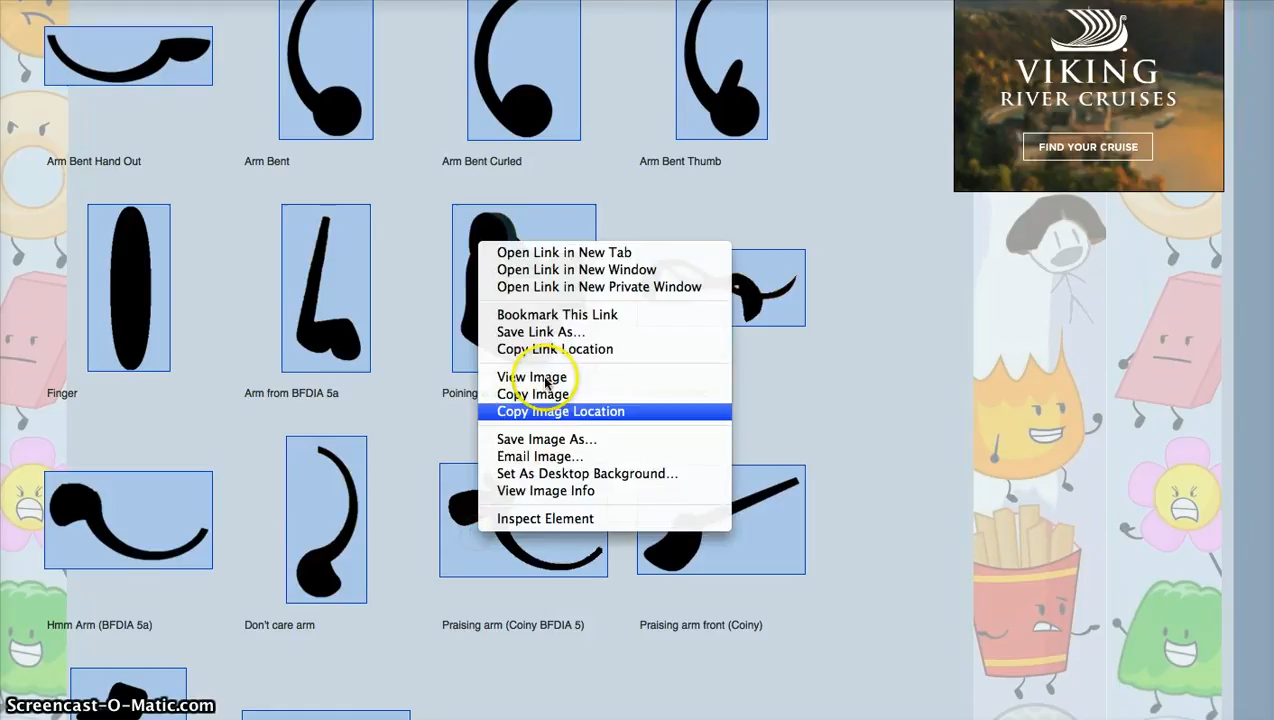 VIKING
RIVER CRUISES
FIND YOUR CRUISE
Arm Bent Hand Out
Arm Bent
Arm Bent Curled
Arm Bent Thumb
Open Link in New Tab
Open Link in New Window
Open Link in New Private Window
Bookmark This Link
Save Link As...
Copy Link Location
View Image
Copy Image
Copy Image Location
Save Image As...
Email Image...
Set As Desktop Background...
View Image Info
Inspect Element
Finger
Arm from BFDIA 5a
Poining
Hmm Arm (BFDIA 5a)
Don't care arm
Praising arm (Coiny BFDIA 5)
Praising arm front (Coiny)
Screencast-O-Matic.com